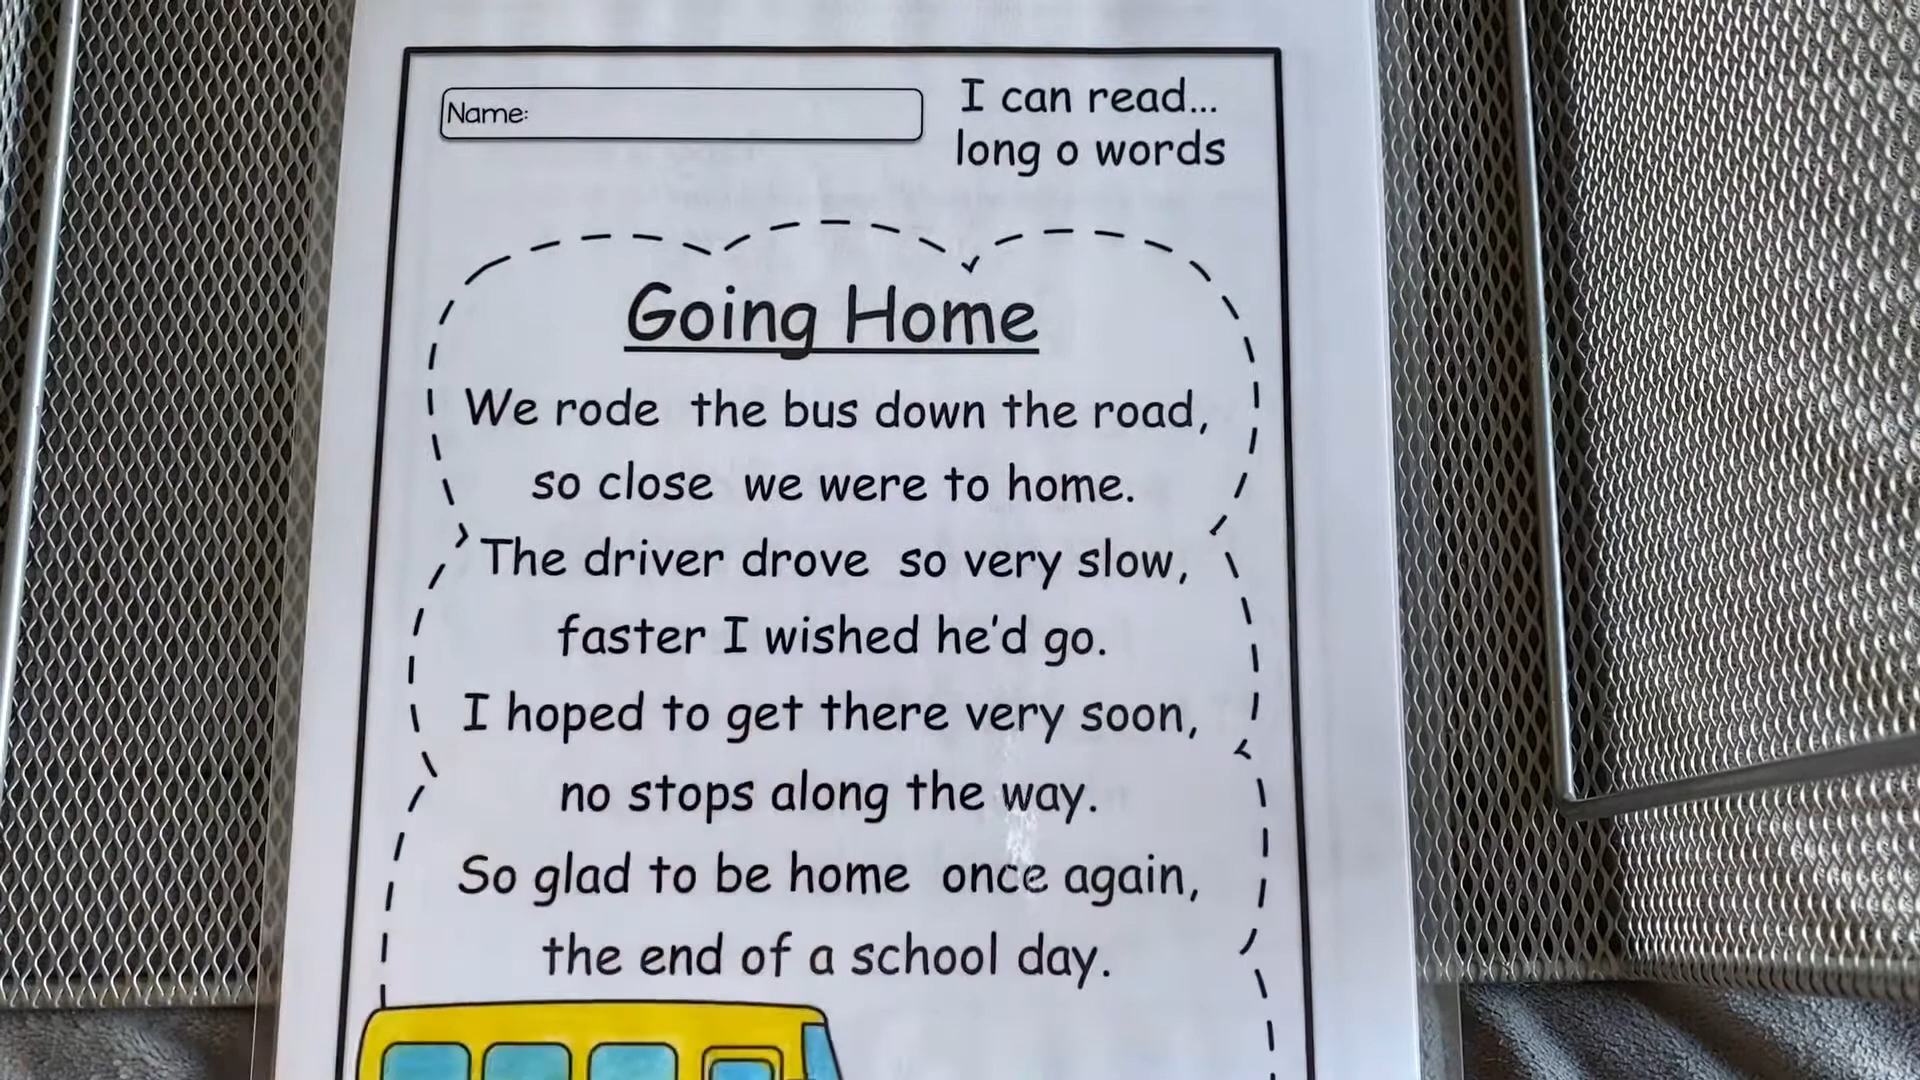 Name:
I can read...
long o words
Going Home
We rode the bus down the road,
so close we were to home.
The driver drove so very slow,
faster I wished he'd go.
I hoped to get there very soon,
no stops along the way.
So glad to be home once again,
the end of a school day.